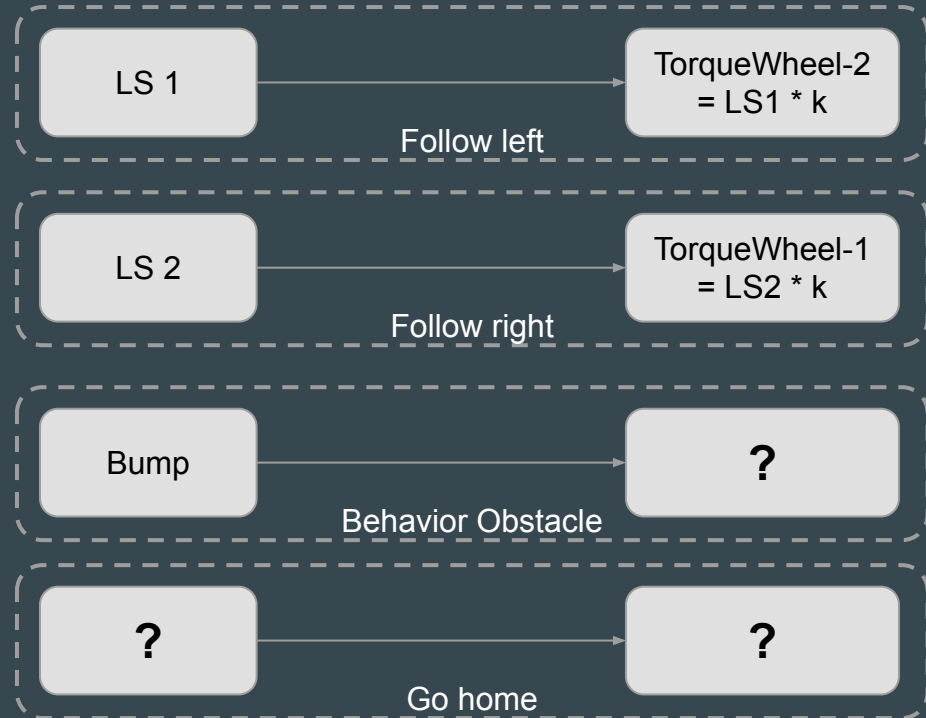 LS 1
TorqueWheel-2
= LS1 * k
Follow left
LS 2
TorqueWheel-1
= LS2 * k
Follow right
Bump
?
Behavior Obstacle
?
?
Go home